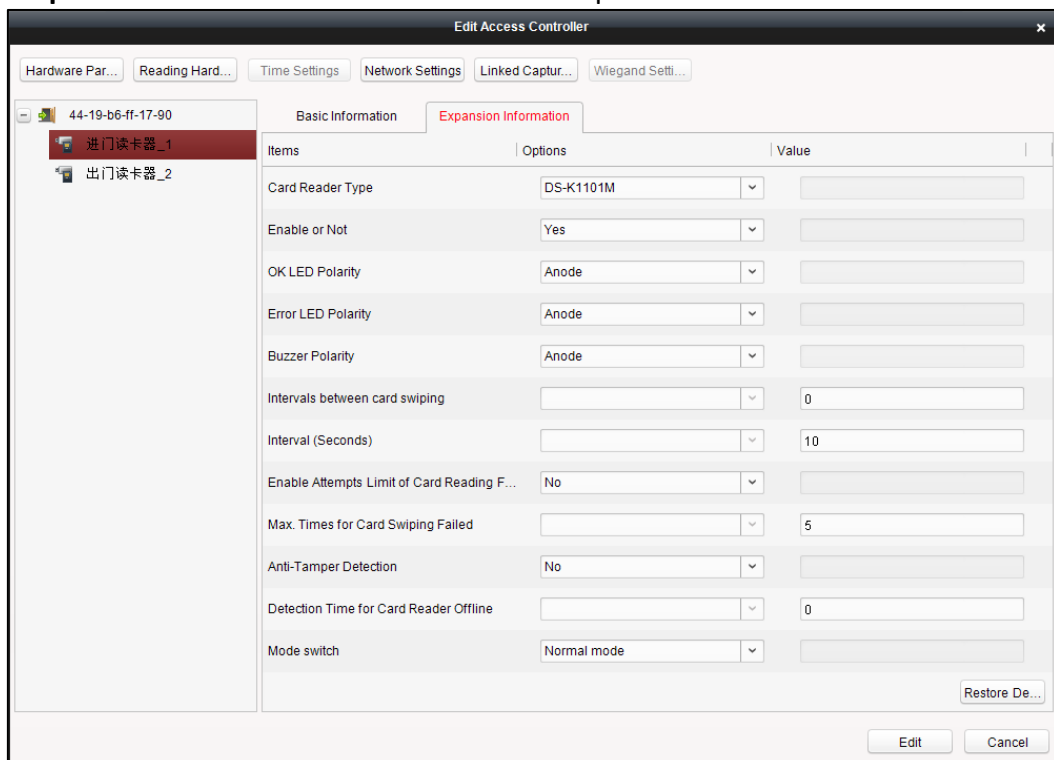 Edit Access Controller
Hardware Par... Reading Hard... Time Settings Network Settings Linked Captur... Wiegand Setti...
44-19-b6-ff-17-90
进门读卡器_1
出门读卡器_2
Basic Information Expansion Information
Items Options Value
Card Reader Type DS-K1101M
Enable or Not Yes
OK LED Polarity Anode
Error LED Polarity Anode
Buzzer Polarity Anode
Intervals between card swiping 0
Interval (Seconds) 10
Enable Attempts Limit of Card Reading F... No
Max. Times for Card Swiping Failed 5
Anti-Tamper Detection No
Detection Time for Card Reader Offline 0
Mode switch Normal mode
Restore De...
Edit Cancel